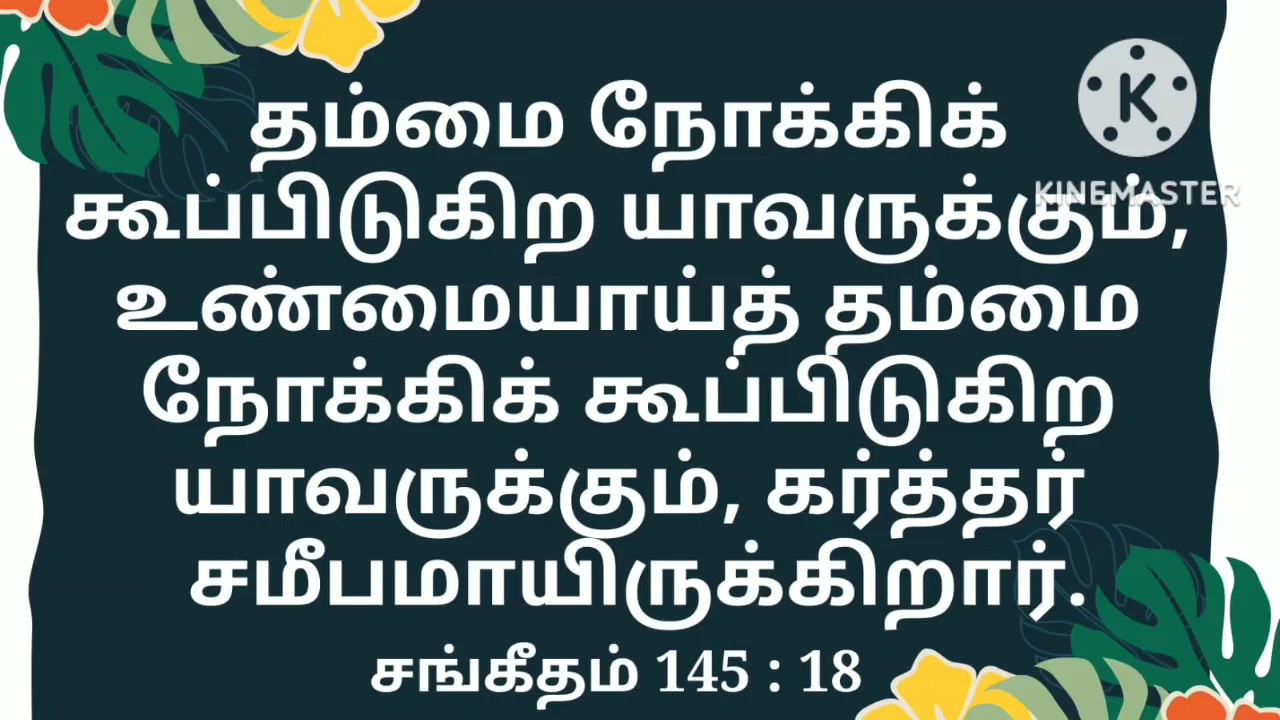 தம்மை நோக்கிக்
கூப்பிடுகிற யாவருக்கும்,
உண்மையாய்த் தம்மை
நோக்கிக் கூப்பிடுகிற
யாவருக்கும், கர்த்தர்
சமீபமாயிருக்கிறார்.
சங்கீதம் 145 : 18
K
KINEMASTER